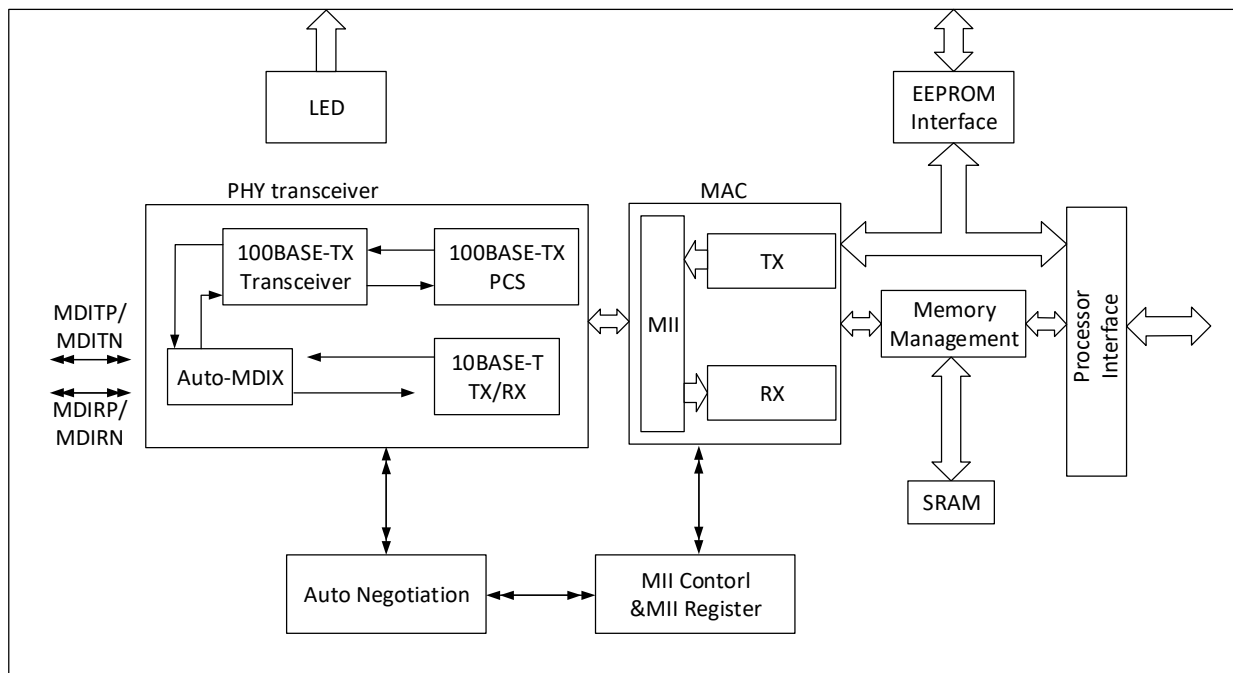 LED
EEPROM
Interface
PHY transceiver
MAC
100BASE-TX
Transceiver
100BASE-TX
PCS
MII
TX
MDITP/
MDITN
Memory
Management
Processor
Interface
Auto-MDIX
10BASE-T
TX/RX
RX
MDIRP/
MDIRN
SRAM
Auto Negotiation
MII Contorl
&MII Register